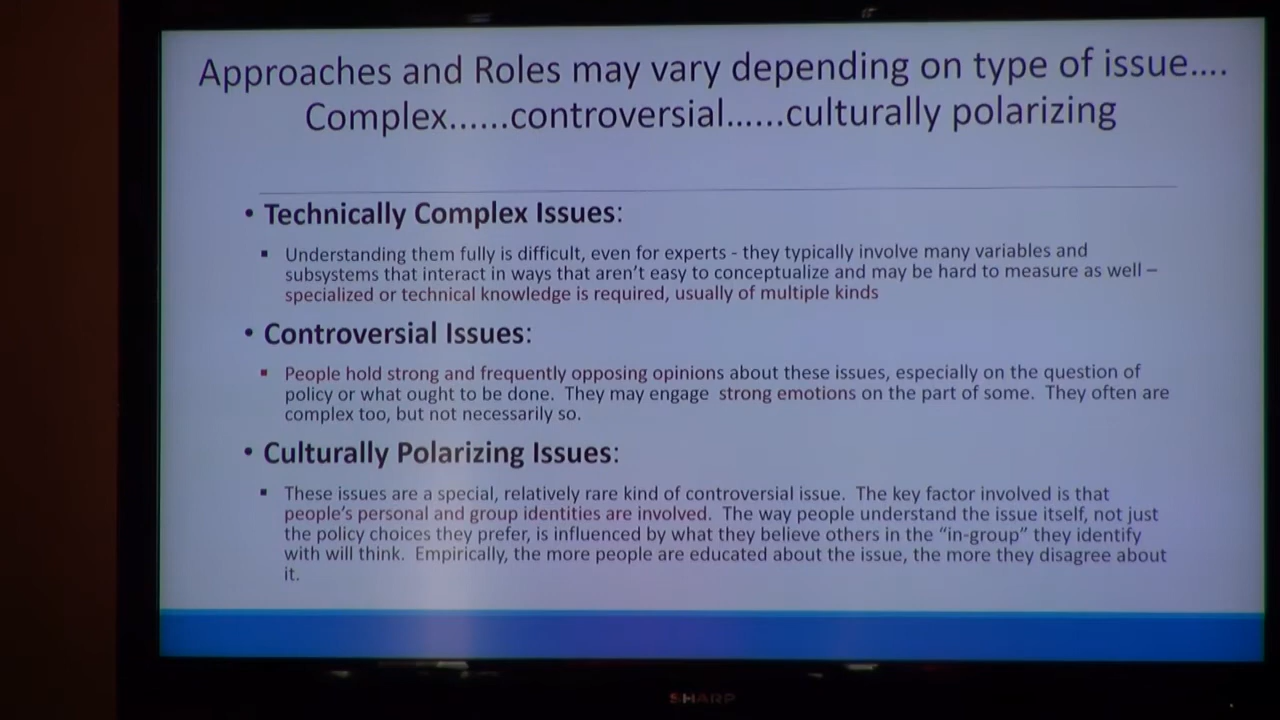 Approaches and Roles may vary depending on type of issue....
Complex......controversial......culturally polarizing
• Technically Complex Issues:
▪ Understanding them fully is difficult, even for experts - they typically involve many variables and
subsystems that interact in ways that aren't easy to conceptualize and may be hard to measure as well –
specialized or technical knowledge is required, usually of multiple kinds
• Controversial Issues:
▪ People hold strong and frequently opposing opinions about these issues, especially on the question of
policy or what ought to be done. They may engage strong emotions on the part of some. They often are
complex too, but not necessarily so.
• Culturally Polarizing Issues:
▪ These issues are a special, relatively rare kind of controversial issue. The key factor involved is that
people's personal and group identities are involved. The way people understand the issue itself, not just
the policy choices they prefer, is influenced by what they believe others in the "in-group" they identify
with will think. Empirically, the more people are educated about the issue, the more they disagree about
it.
SHARP